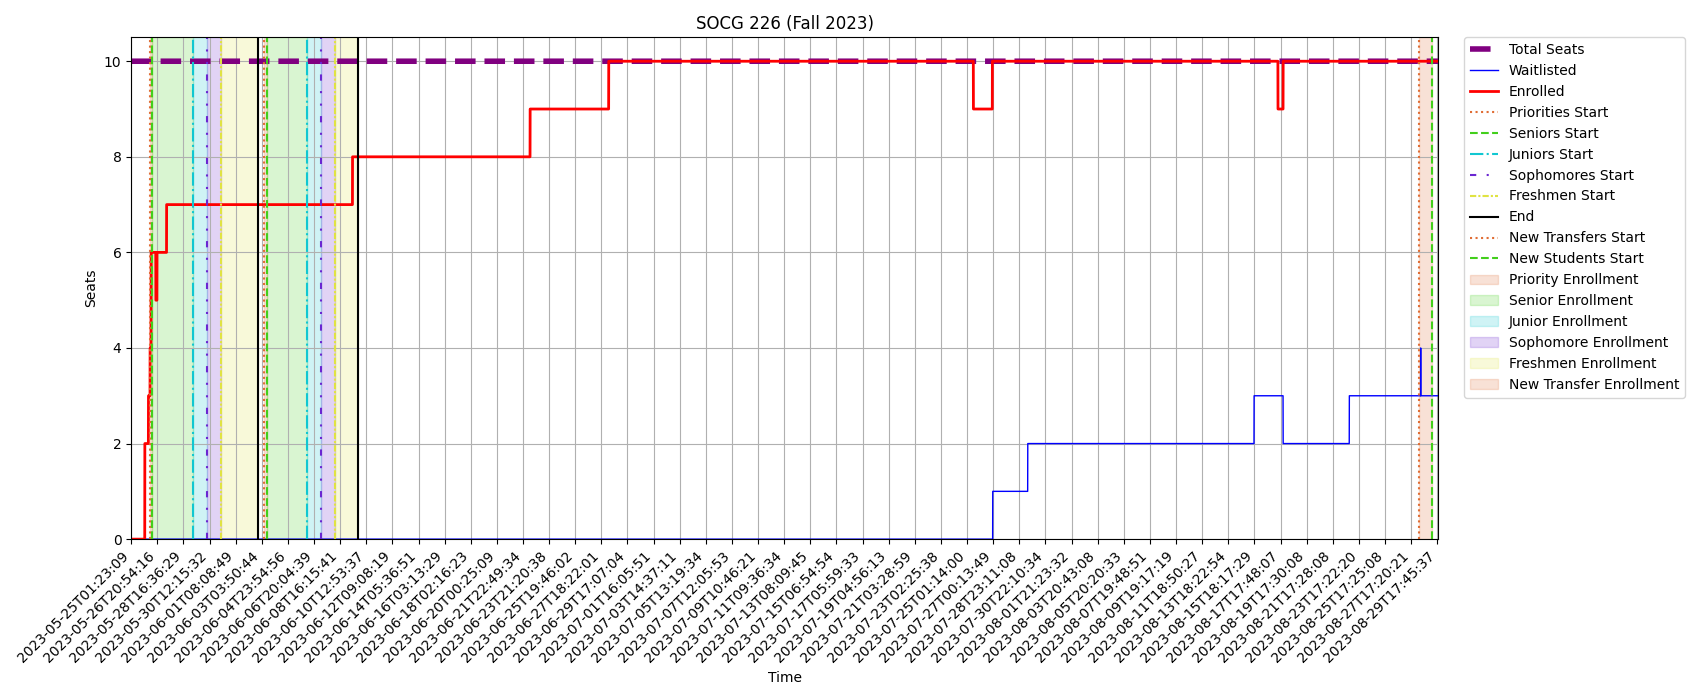 SOCG 226 (Fall 2023)
Seats
10
8
6
4
2
0
2023-05-25T01:23:09
2023-05-26T20:54:16
2023-05-28T16:36:29
2023-05-30T12:15:32
2023-06-01T08:08:49
2023-06-03T03:50:44
2023-06-04T23:54:56
2023-06-06T20:04:39
2023-06-08T16:15:41
2023-06-10T12:53:37
2023-06-12T09:08:19
2023-06-14T05:36:51
2023-06-16T03:13:29
2023-06-18T02:16:23
2023-06-20T00:25:09
2023-06-21T22:49:34
2023-06-23T21:20:38
2023-06-25T19:46:02
2023-06-27T18:22:01
2023-06-29T17:07:04
2023-07-01T16:05:51
2023-07-03T14:37:11
2023-07-05T13:19:34
2023-07-07T12:05:53
2023-07-09T10:46:21
2023-07-11T09:36:34
2023-07-13T08:09:45
2023-07-15T06:54:54
2023-07-17T05:59:33
2023-07-19T04:56:13
2023-07-21T03:28:59
2023-07-23T02:25:38
2023-07-25T01:14:00
2023-07-27T00:13:49
2023-07-28T23:11:08
2023-07-30T22:10:34
2023-08-01T21:23:32
2023-08-03T20:43:08
2023-08-05T20:20:33
2023-08-07T19:48:51
2023-08-09T19:17:19
2023-08-11T18:50:27
2023-08-13T18:22:54
2023-08-15T18:17:29
2023-08-17T17:48:07
2023-08-19T17:30:08
2023-08-21T17:28:08
2023-08-23T17:22:20
2023-08-25T17:25:08
2023-08-27T17:20:21
2023-08-29T17:45:37
Time
Total Seats
Waitlisted
Enrolled
Priorities Start
Seniors Start
Juniors Start
Sophomores Start
Freshmen Start
End
New Transfers Start
New Students Start
Priority Enrollment
Senior Enrollment
Junior Enrollment
Sophomore Enrollment
Freshmen Enrollment
New Transfer Enrollment